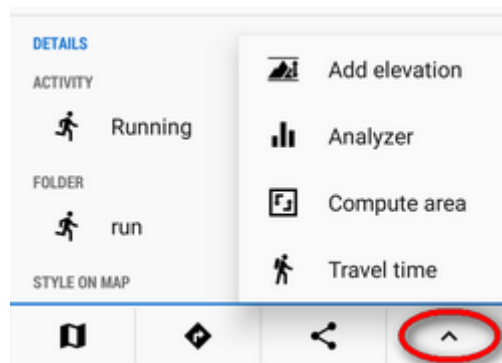 DETAILS
ACTIVITY
Running
FOLDER
run
STYLE ON MAP
Add elevation
Analyzer
Compute area
Travel time